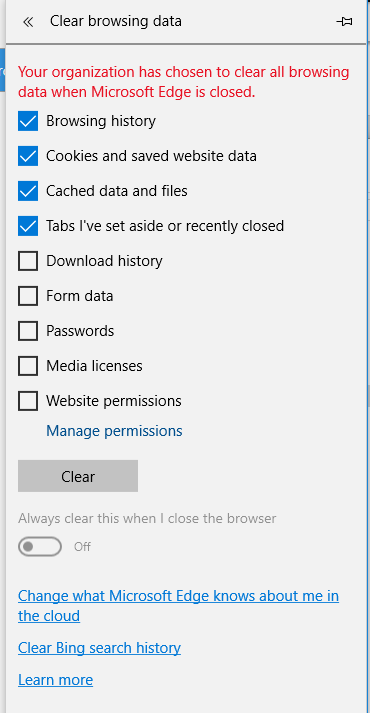 Clear browsing data
Your organization has chosen to clear all browsing
data when Microsoft Edge is closed.
Browsing history
Cookies and saved website data
Cached data and files
Tabs I've set aside or recently closed
Download history
Form data
Passwords
Media licenses
Website permissions
Manage permissions
Clear
Always clear this when I close the browser
Off
Change what Microsoft Edge knows about me in
the cloud
Clear Bing search history
Learn more